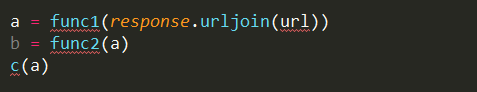 a = func1(response.urljoin(url))
b = func2(a)
c(a)